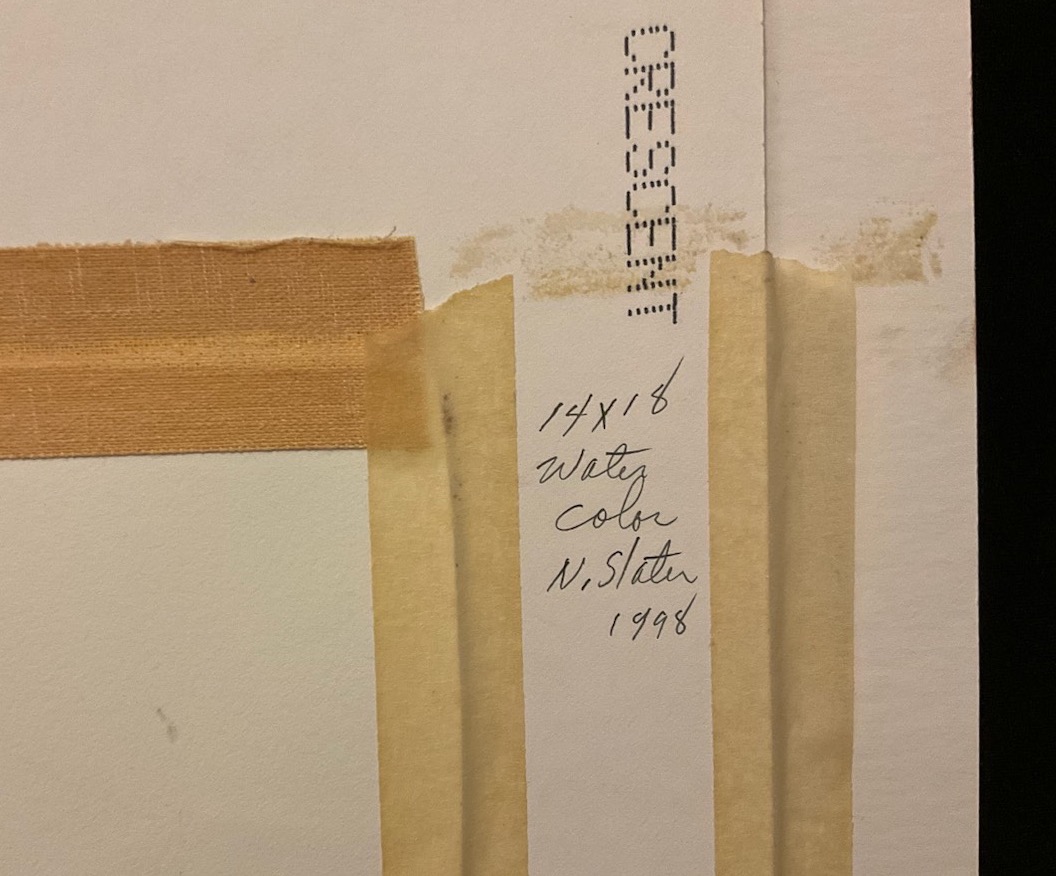 CRESCENT
14x18
Water
Color
N. Slater
1998